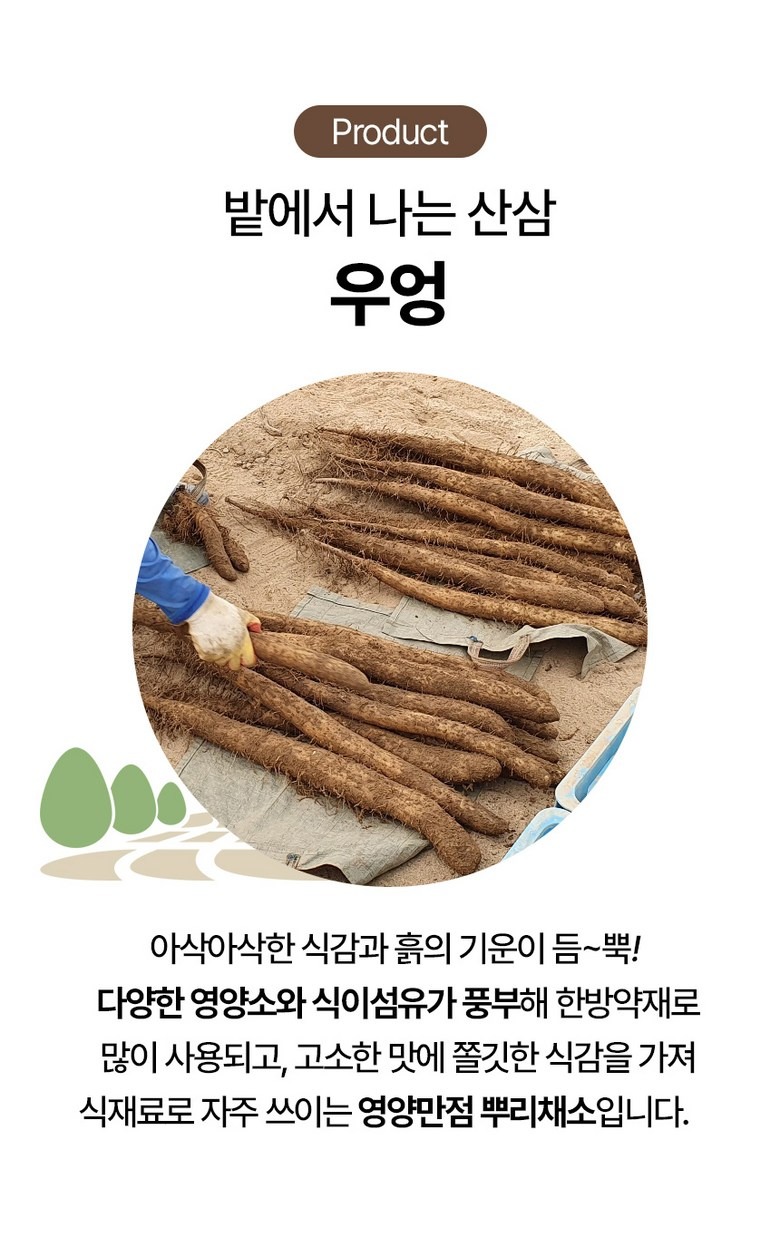 Product
밭에서 나는 산삼
우엉
아삭아삭한 식감과 흙의 기운이 듬~뿍!
다양한 영양소와 식이섬유가 풍부해 한방약재로
많이 사용되고, 고소한 맛에 쫄깃한 식감을 가져
식재료로 자주 쓰이는 영양만점 뿌리채소입니다.